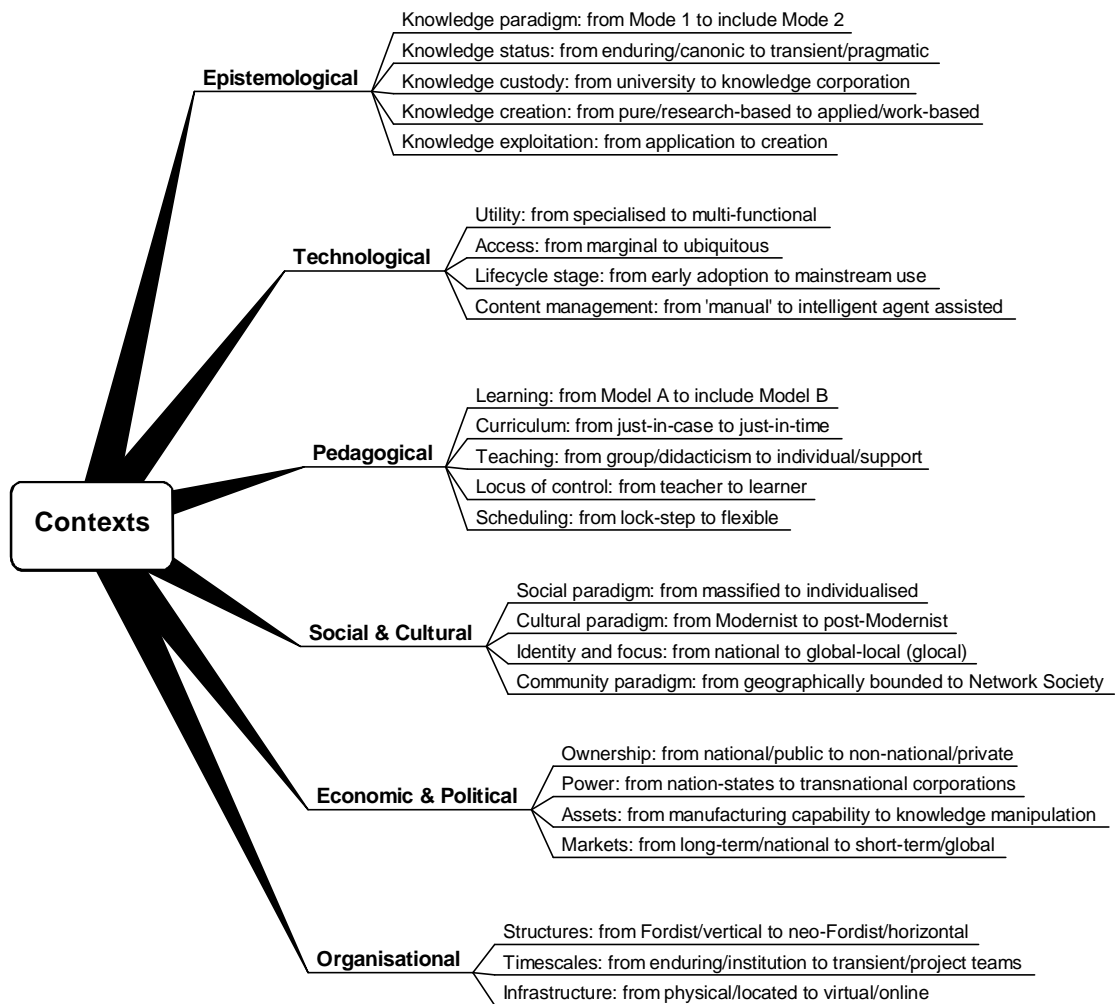 Contexts
Epistemological
Knowledge paradigm: from Mode 1 to include Mode 2
Knowledge status: from enduring/canonic to transient/pragmatic
Knowledge custody: from university to knowledge corporation
Knowledge creation: from pure/research-based to applied/work-based
Knowledge exploitation: from application to creation
Technological
Utility: from specialised to multi-functional
Access: from marginal to ubiquitous
Lifecycle stage: from early adoption to mainstream use
Content management: from 'manual' to intelligent agent assisted
Pedagogical
Learning: from Model A to include Model B
Curriculum: from just-in-case to just-in-time
Teaching: from group/didacticism to individual/support
Locus of control: from teacher to learner
Scheduling: from lock-step to flexible
Social & Cultural
Social paradigm: from massified to individualised
Cultural paradigm: from Modernist to post-Modernist
Identity and focus: from national to global-local (glocal)
Community paradigm: from geographically bounded to Network Society
Economic & Political
Ownership: from national/public to non-national/private
Power: from nation-states to transnational corporations
Assets: from manufacturing capability to knowledge manipulation
Markets: from long-term/national to short-term/global
Organisational
Structures: from Fordist/vertical to neo-Fordist/horizontal
Timescales: from enduring/institution to transient/project teams
Infrastructure: from physical/located to virtual/online